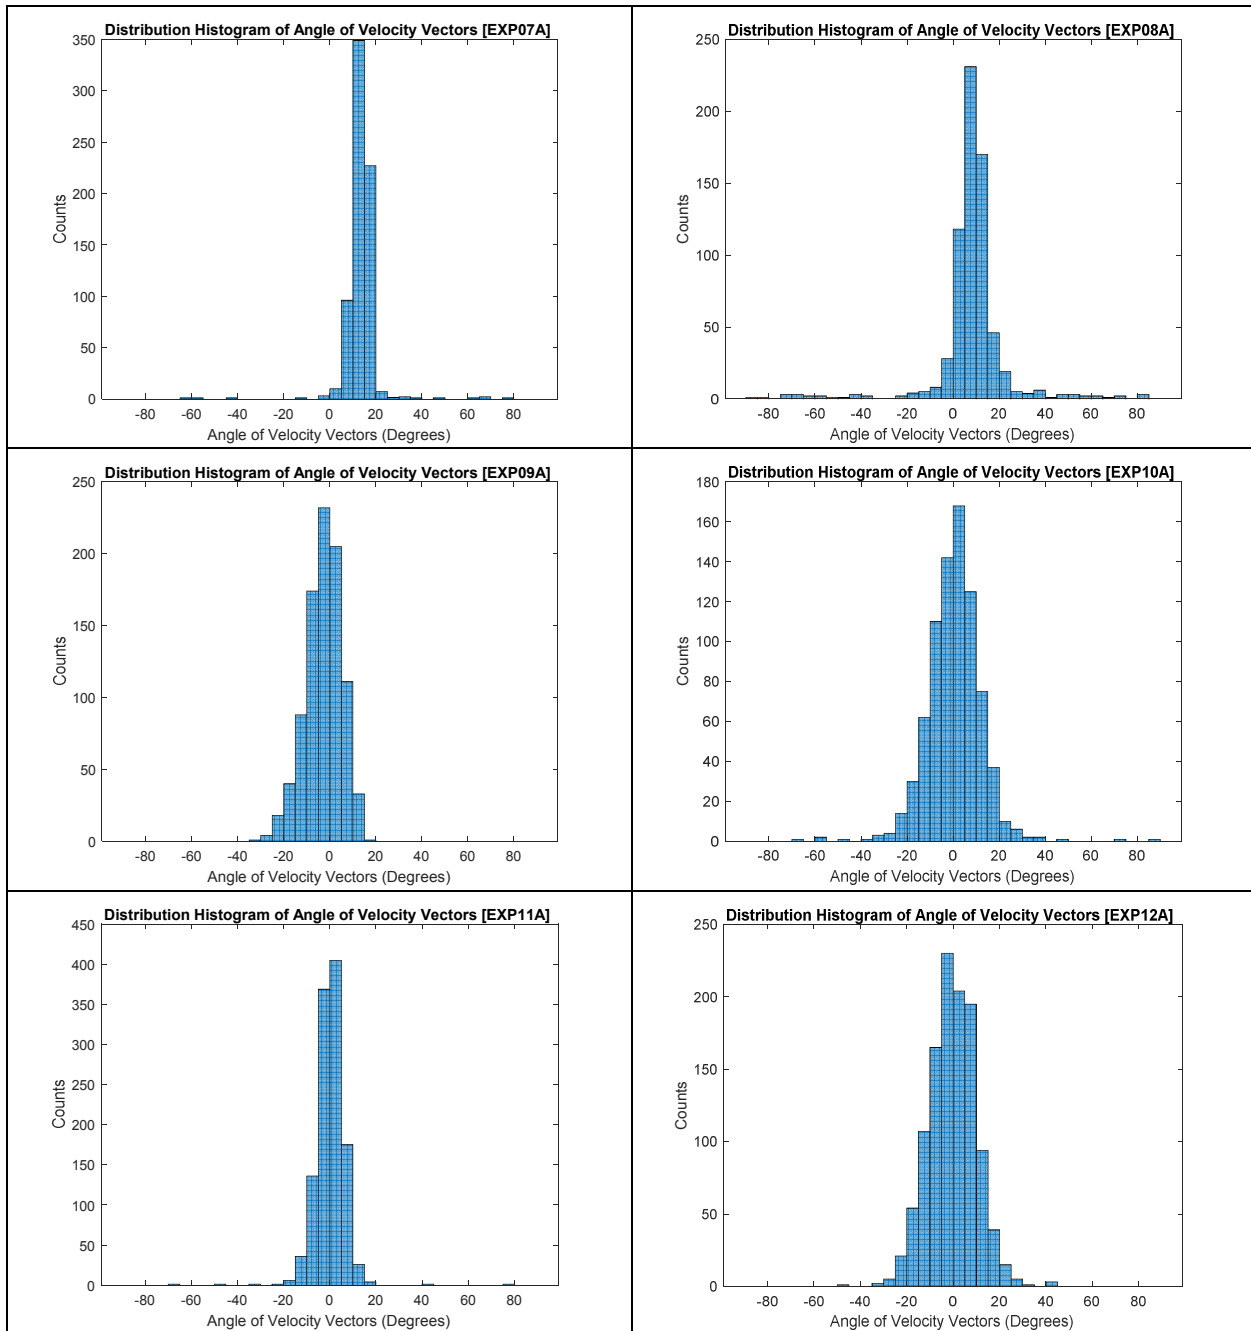 Distribution Histogram of Angle of Velocity Vectors [EXP07A]
350
300
250
200
150
100
50
0
Counts
-80 -60 -40 -20 0 20 40 60 80
Angle of Velocity Vectors (Degrees)
Distribution Histogram of Angle of Velocity Vectors [EXP08A]
250
200
150
100
50
0
Counts
-80 -60 -40 -20 0 20 40 60 80
Angle of Velocity Vectors (Degrees)
Distribution Histogram of Angle of Velocity Vectors [EXP09A]
250
200
150
100
50
0
Counts
-80 -60 -40 -20 0 20 40 60 80
Angle of Velocity Vectors (Degrees)
Distribution Histogram of Angle of Velocity Vectors [EXP10A]
180
160
140
120
100
80
60
40
20
0
Counts
-80 -60 -40 -20 0 20 40 60 80
Angle of Velocity Vectors (Degrees)
Distribution Histogram of Angle of Velocity Vectors [EXP11A]
450
400
350
300
250
200
150
100
50
0
Counts
-80 -60 -40 -20 0 20 40 60 80
Angle of Velocity Vectors (Degrees)
Distribution Histogram of Angle of Velocity Vectors [EXP12A]
250
200
150
100
50
0
Counts
-80 -60 -40 -20 0 20 40 60 80
Angle of Velocity Vectors (Degrees)